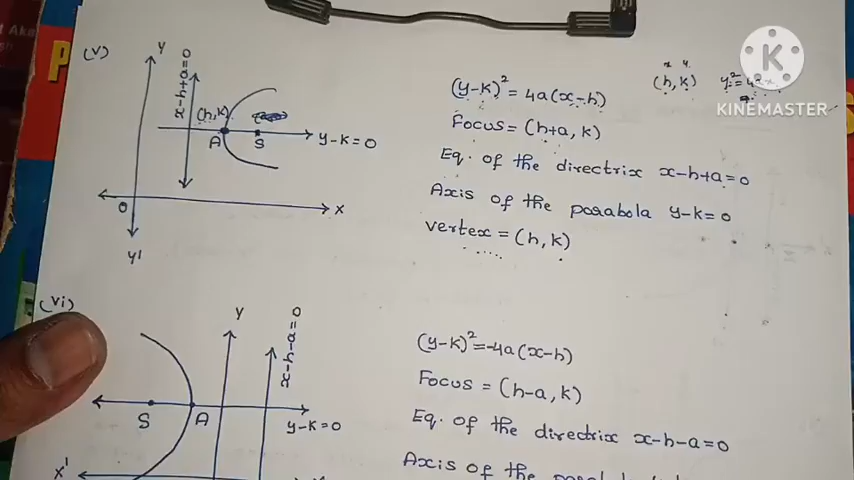 (v)
Y
x-h+a=0
(h,k)
A
S
y-k=0
O
X
Y'
x y
(h,k)
(y-k)²=4a(x-h)
Focus=(h+a, k)
Eq. of the directrix x-h+a=0
Axis of the parabola y-k=0
vertex=(h,k)
KINEMASTER
(vi)
Y
x-h-a=0
S
A
y-k=0
X'
(y-k)²=-4a(x-h)
Focus = (h-a, k)
Eq. of the directrix x-h-a=0
Axis of the